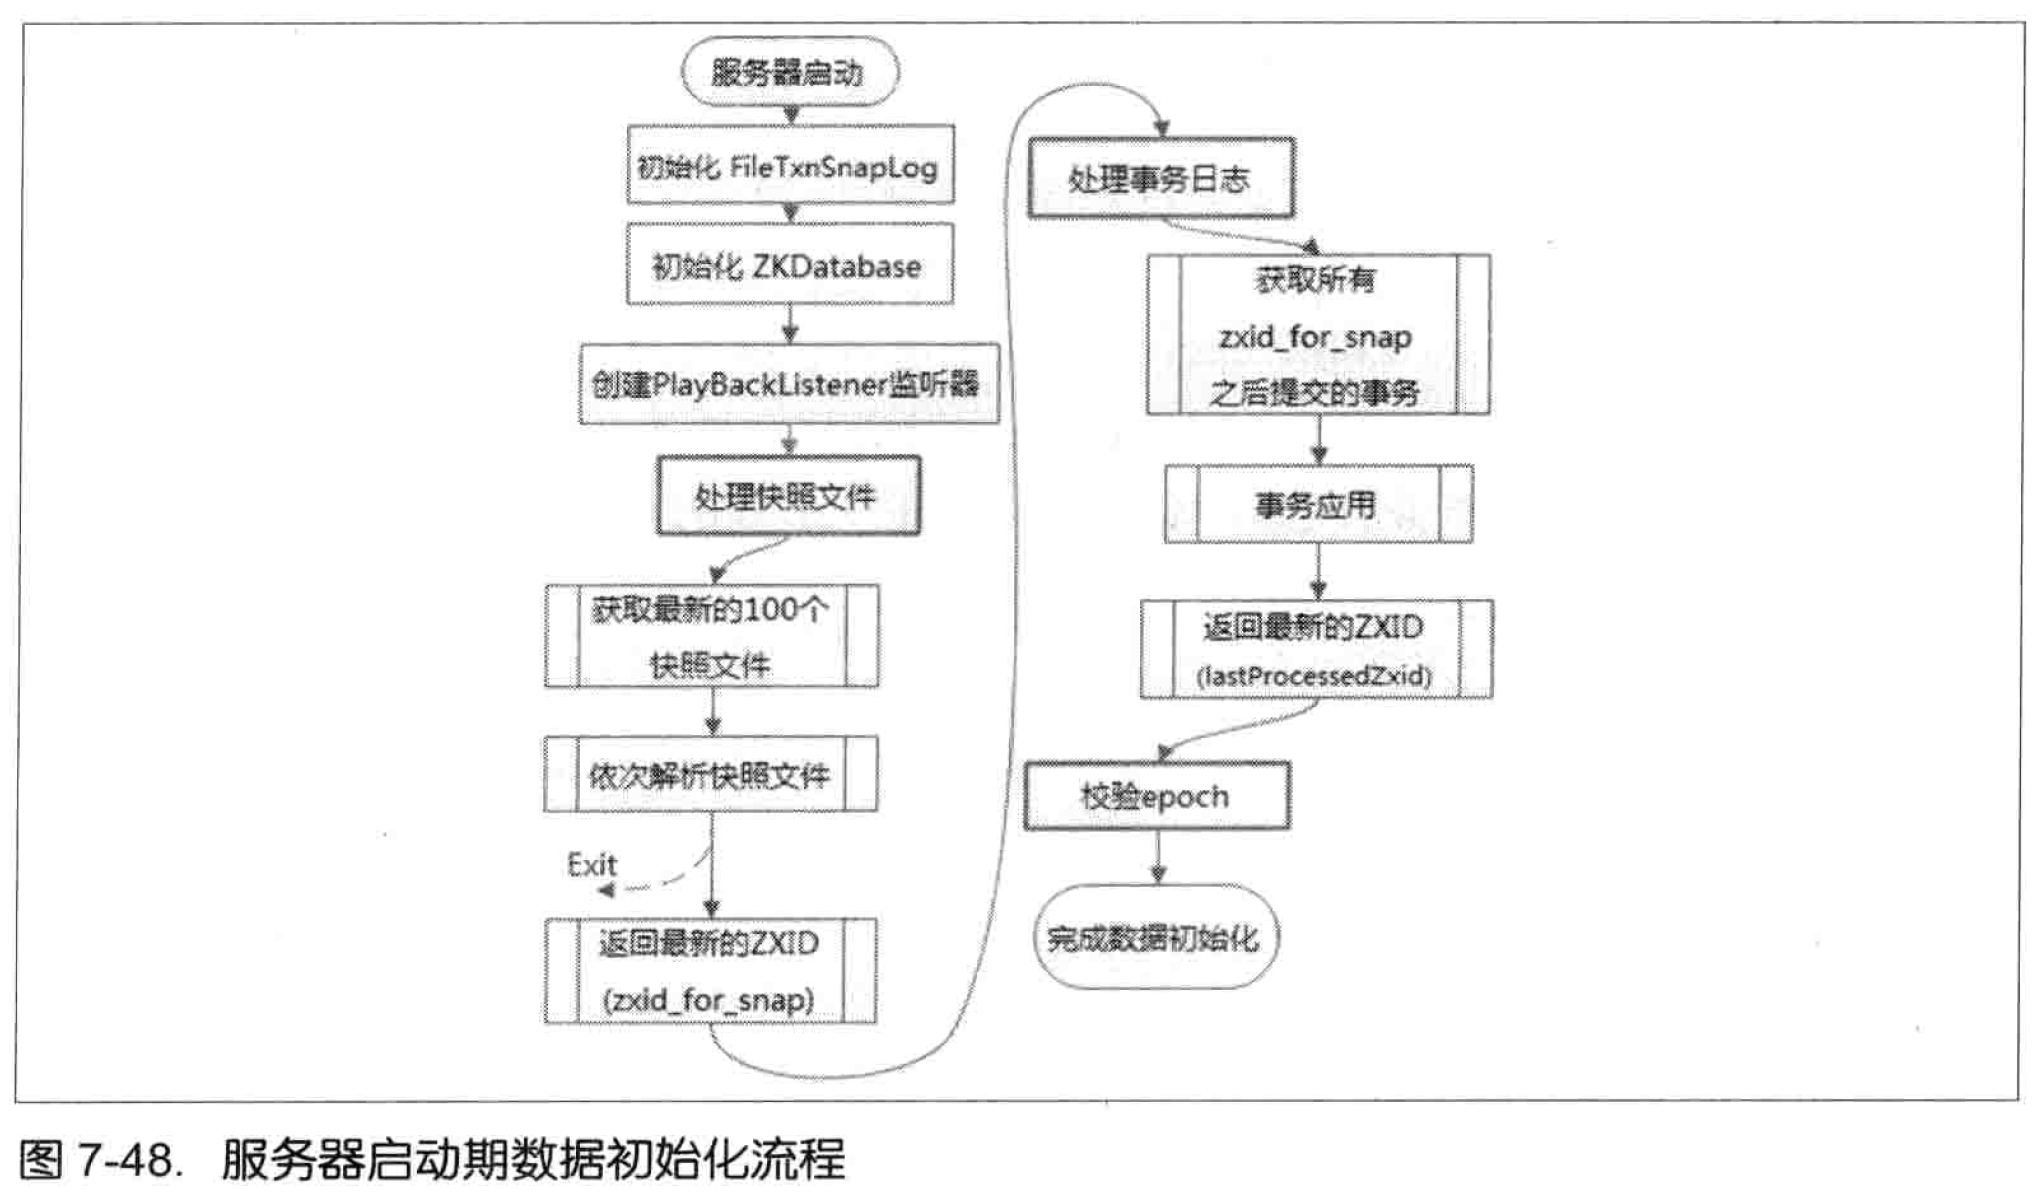 服务器启动
初始化 FileTxnSnapLog
初始化 ZKDatabase
创建PlayBackListener监听器
处理快照文件
获取最新的100个
快照文件
依次解析快照文件
Exit
返回最新的ZXID
(zxid_for_snap)
处理事务日志
获取所有
zxid_for_snap
之后提交的事务
事务应用
返回最新的ZXID
(lastProcessedZxid)
校验epoch
完成数据初始化
图 7-48. 服务器启动期数据初始化流程